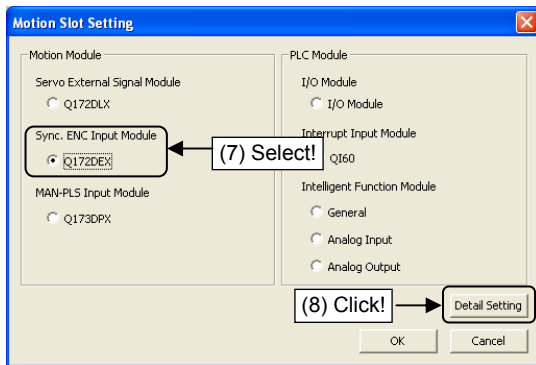 Motion Slot Setting
Motion Module
Servo External Signal Module
Q172DLX
Sync. ENC Input Module
Q172DEX
MAN-PLS Input Module
Q173DPX
(7) Select!
PLC Module
I/O Module
I/O Module
Interrupt Input Module
QI60
Intelligent Function Module
General
Analog Input
Analog Output
(8) Click!
Detail Setting
OK
Cancel